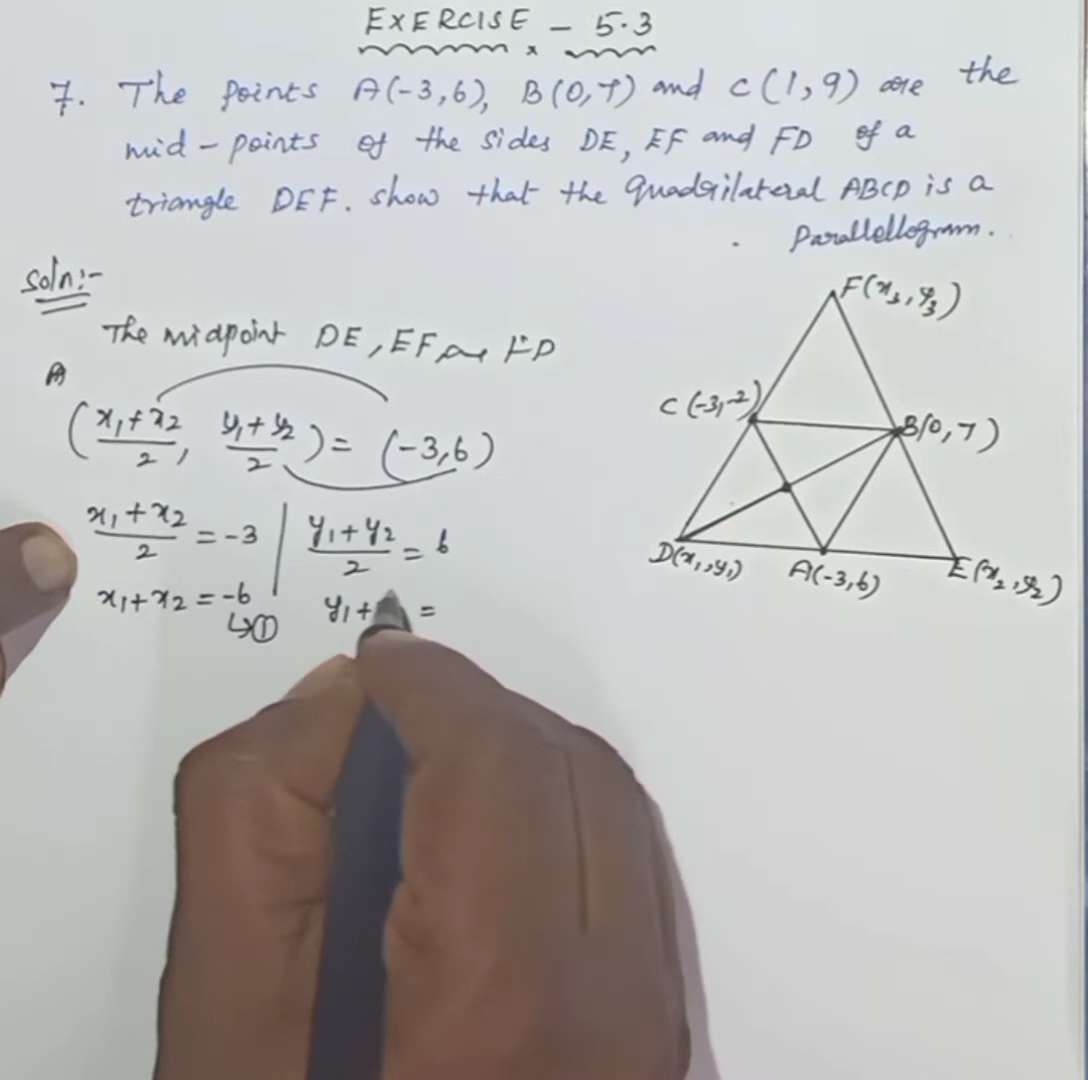 EXERCISE - 5.3
7. The points A(-3,6), B(0,7) and C(1,9) are the
mid-points of the sides DE, EF and FD of a
triangle DEF. show that the Quadrilateral ABCD is a
Parallellogram.
Soln:-
The midpoint DE, EF FD
(x₁+x₂/2, y₁+y₂/2) = (-3,6)
x₁+x₂/2 = -3 | y₁+y₂/2 = 6
x₁+x₂ = -6 y₁+ =
↳①
F(x₃, y₃)
C(-3,-2)
B(0,7)
D(x₁,y₁)
A(-3,6)
E(x₂,y₂)